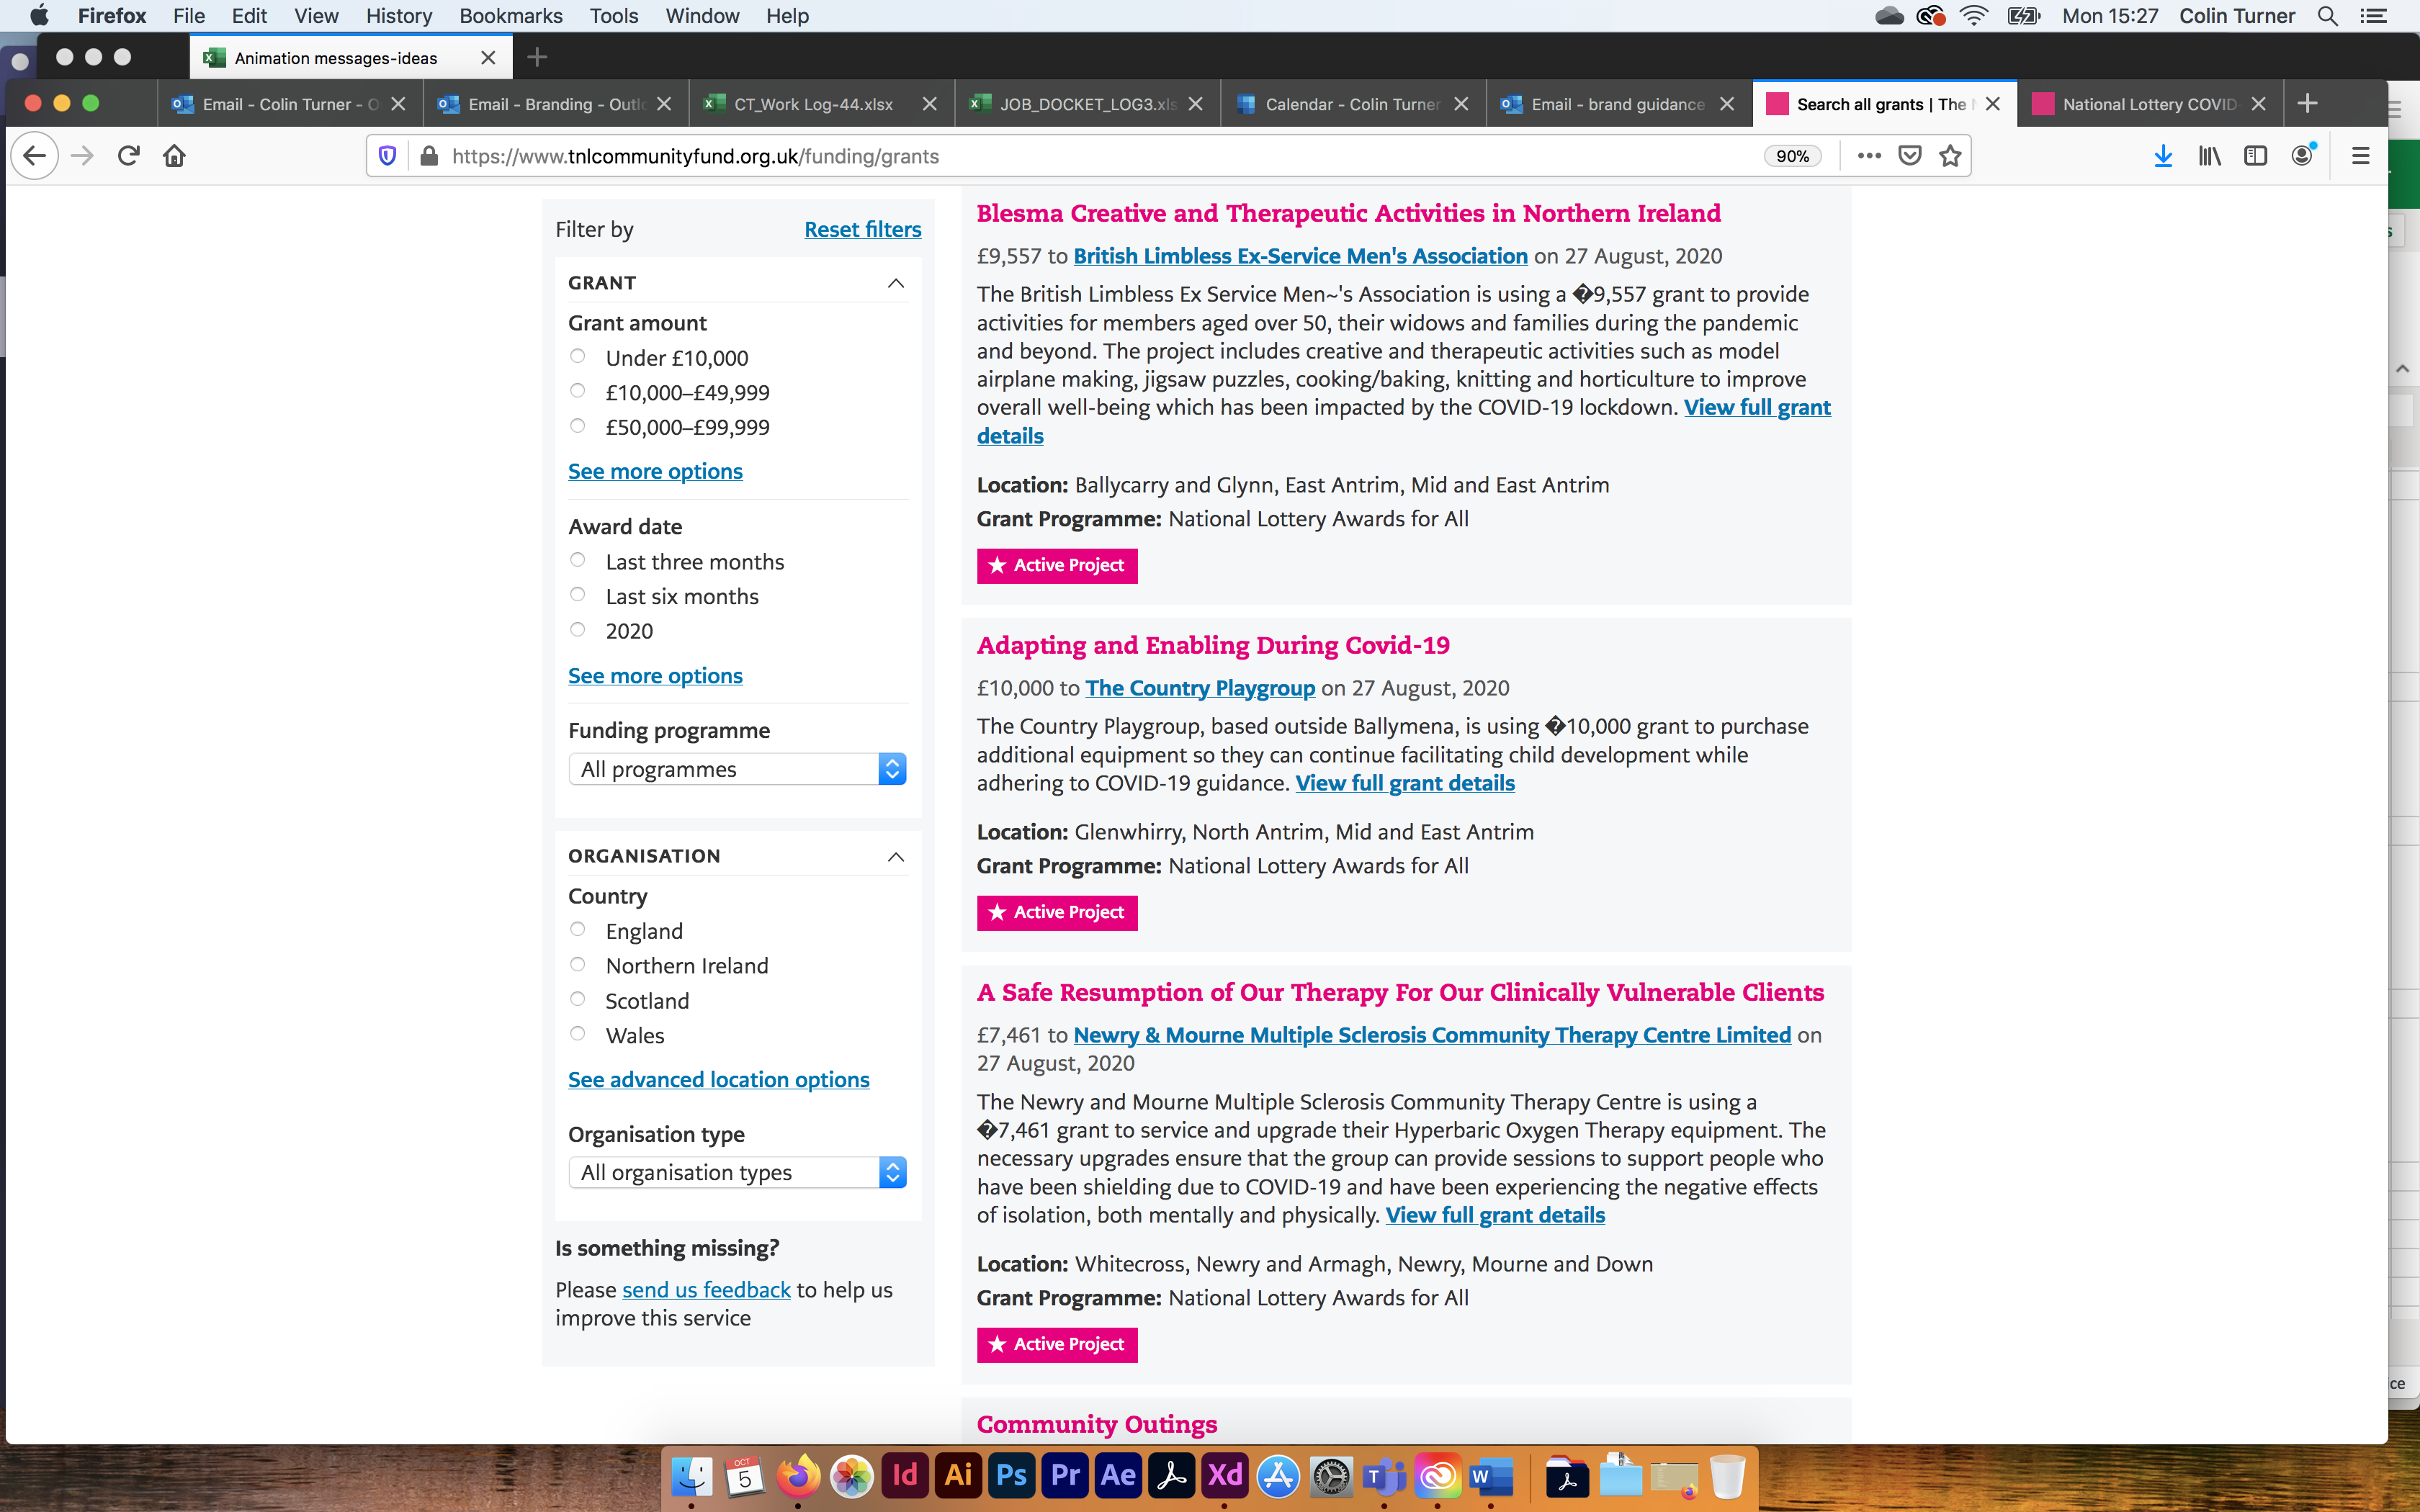 Firefox File Edit View History Bookmarks Tools Window Help Mon 15:27 Colin Turner
Animation messages-ideas
Email - Colin Turner - O
Email - Branding - Outlo
CT_Work Log-44.xlsx
JOB_DOCKET_LOG3.xls
Calendar - Colin Turner
Email - brand guidance
Search all grants | The N
National Lottery COVID
https://www.tnlcommunityfund.org.uk/funding/grants 90%
Filter by Reset filters
GRANT
Grant amount
Under £10,000
£10,000–£49,999
£50,000–£99,999
See more options
Award date
Last three months
Last six months
2020
See more options
Funding programme
All programmes
ORGANISATION
Country
England
Northern Ireland
Scotland
Wales
See advanced location options
Organisation type
All organisation types
Is something missing?
Please send us feedback to help us
improve this service
Blesma Creative and Therapeutic Activities in Northern Ireland
£9,557 to British Limbless Ex-Service Men's Association on 27 August, 2020
The British Limbless Ex Service Men~'s Association is using a �9,557 grant to provide
activities for members aged over 50, their widows and families during the pandemic
and beyond. The project includes creative and therapeutic activities such as model
airplane making, jigsaw puzzles, cooking/baking, knitting and horticulture to improve
overall well-being which has been impacted by the COVID-19 lockdown. View full grant
details
Location: Ballycarry and Glynn, East Antrim, Mid and East Antrim
Grant Programme: National Lottery Awards for All
★ Active Project
Adapting and Enabling During Covid-19
£10,000 to The Country Playgroup on 27 August, 2020
The Country Playgroup, based outside Ballymena, is using �10,000 grant to purchase
additional equipment so they can continue facilitating child development while
adhering to COVID-19 guidance. View full grant details
Location: Glenwhirry, North Antrim, Mid and East Antrim
Grant Programme: National Lottery Awards for All
★ Active Project
A Safe Resumption of Our Therapy For Our Clinically Vulnerable Clients
£7,461 to Newry & Mourne Multiple Sclerosis Community Therapy Centre Limited on
27 August, 2020
The Newry and Mourne Multiple Sclerosis Community Therapy Centre is using a
�7,461 grant to service and upgrade their Hyperbaric Oxygen Therapy equipment. The
necessary upgrades ensure that the group can provide sessions to support people who
have been shielding due to COVID-19 and have been experiencing the negative effects
of isolation, both mentally and physically. View full grant details
Location: Whitecross, Newry and Armagh, Newry, Mourne and Down
Grant Programme: National Lottery Awards for All
★ Active Project
Community Outings
s
ce
OCT
5
Id Ai Ps Pr Ae Xd T W